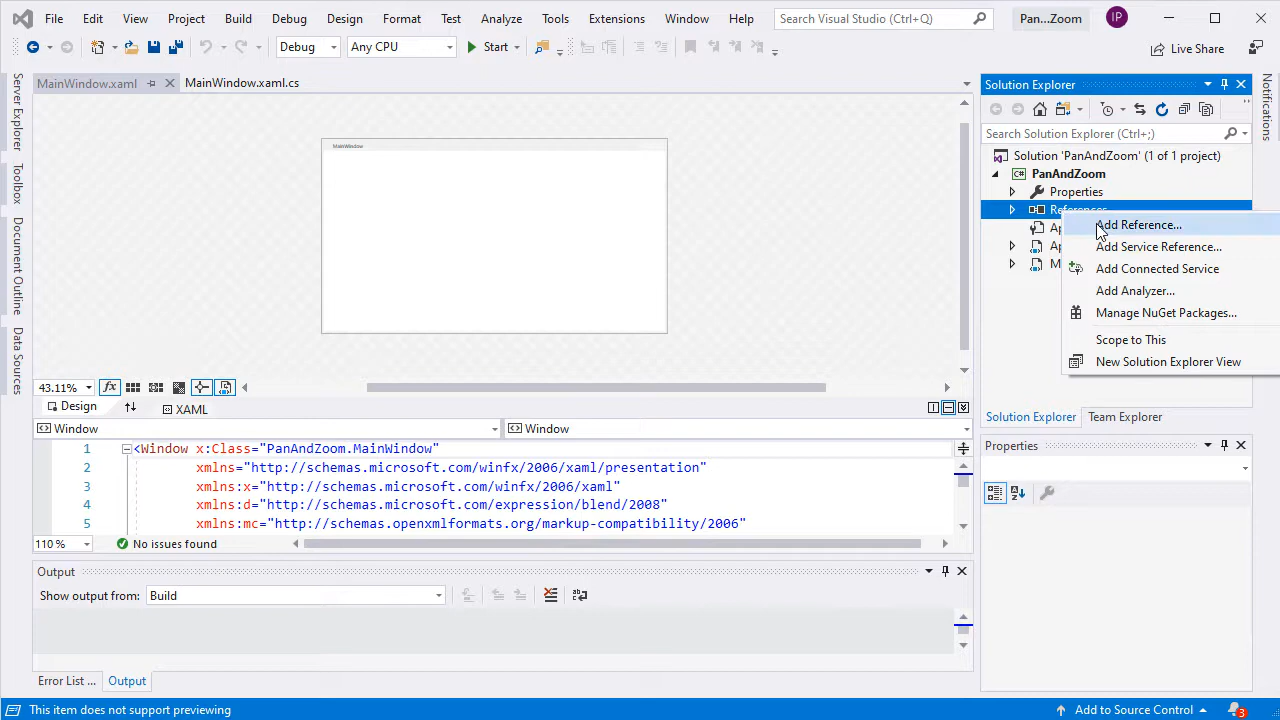 File Edit View Project Build Debug Design Format Test Analyze Tools Extensions Window Help Search Visual Studio (Ctrl+Q) Pan...Zoom IP
Debug Any CPU Start Live Share
MainWindow.xaml MainWindow.xaml.cs
Server Explorer
Toolbox
Document Outline
Data Sources
MainWindow
43.11%
Design XAML
Window Window
1 <Window x:Class="PanAndZoom.MainWindow"
2 xmlns="http://schemas.microsoft.com/winfx/2006/xaml/presentation"
3 xmlns:x="http://schemas.microsoft.com/winfx/2006/xaml"
4 xmlns:d="http://schemas.microsoft.com/expression/blend/2008"
5 xmlns:mc="http://schemas.openxmlformats.org/markup-compatibility/2006"
110 % No issues found
Output
Show output from: Build
Error List ... Output
Solution Explorer
Search Solution Explorer (Ctrl+;)
Solution 'PanAndZoom' (1 of 1 project)
C# PanAndZoom
Properties
References
Ap
Ap
M
Add Reference...
Add Service Reference...
Add Connected Service
Add Analyzer...
Manage NuGet Packages...
Scope to This
New Solution Explorer View
Solution Explorer Team Explorer
Properties
Notifications
This item does not support previewing Add to Source Control 3